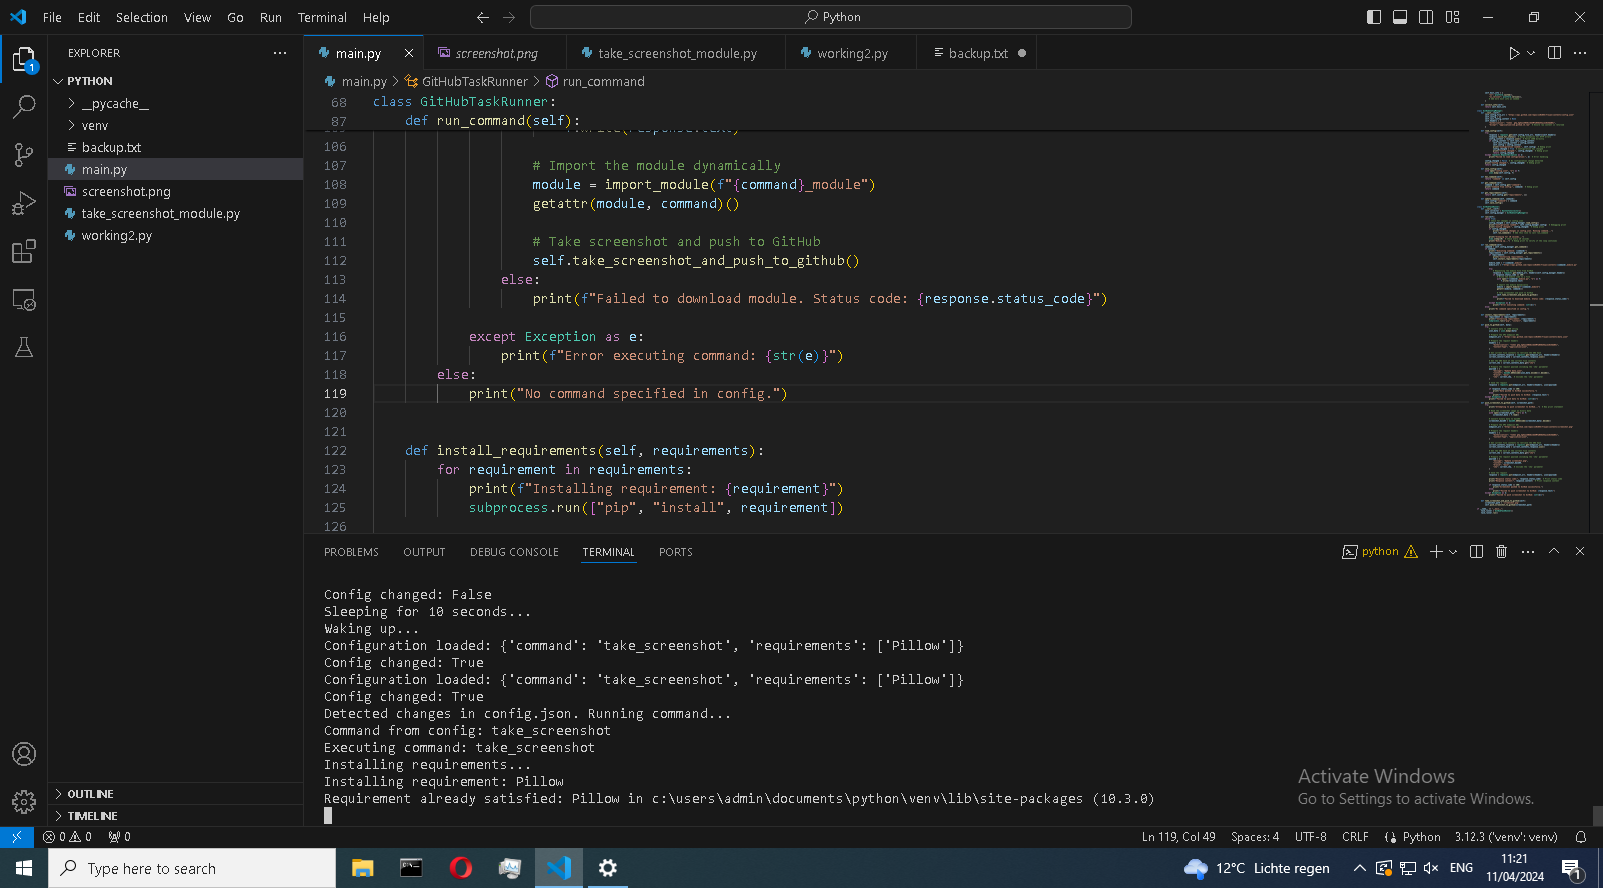 File Edit Selection View Go Run Terminal Help
Python
EXPLORER
PYTHON
__pycache__
venv
backup.txt
main.py
screenshot.png
take_screenshot_module.py
working2.py
OUTLINE
TIMELINE
main.py screenshot.png take_screenshot_module.py working2.py backup.txt
main.py > GitHubTaskRunner > run_command
68 class GitHubTaskRunner:
87 def run_command(self):
106
107 # Import the module dynamically
108 module = import_module(f"{command}_module")
109 getattr(module, command)()
110
111 # Take screenshot and push to GitHub
112 self.take_screenshot_and_push_to_github()
113 else:
114 print(f"Failed to download module. Status code: {response.status_code}")
115
116 except Exception as e:
117 print(f"Error executing command: {str(e)}")
118 else:
119 print("No command specified in config.")
120
121
122 def install_requirements(self, requirements):
123 for requirement in requirements:
124 print(f"Installing requirement: {requirement}")
125 subprocess.run(["pip", "install", requirement])
126
PROBLEMS OUTPUT DEBUG CONSOLE TERMINAL PORTS
python
Config changed: False
Sleeping for 10 seconds...
Waking up...
Configuration loaded: {'command': 'take_screenshot', 'requirements': ['Pillow']}
Config changed: True
Configuration loaded: {'command': 'take_screenshot', 'requirements': ['Pillow']}
Config changed: True
Detected changes in config.json. Running command...
Command from config: take_screenshot
Executing command: take_screenshot
Installing requirements...
Installing requirement: Pillow
Requirement already satisfied: Pillow in c:\users\admin\documents\python\venv\lib\site-packages (10.3.0)
Activate Windows
Go to Settings to activate Windows.
0 0 0
Ln 119, Col 49 Spaces: 4 UTF-8 CRLF Python 3.12.3 ('venv': venv)
Type here to search
12°C Lichte regen
ENG
11:21
11/04/2024
1
1